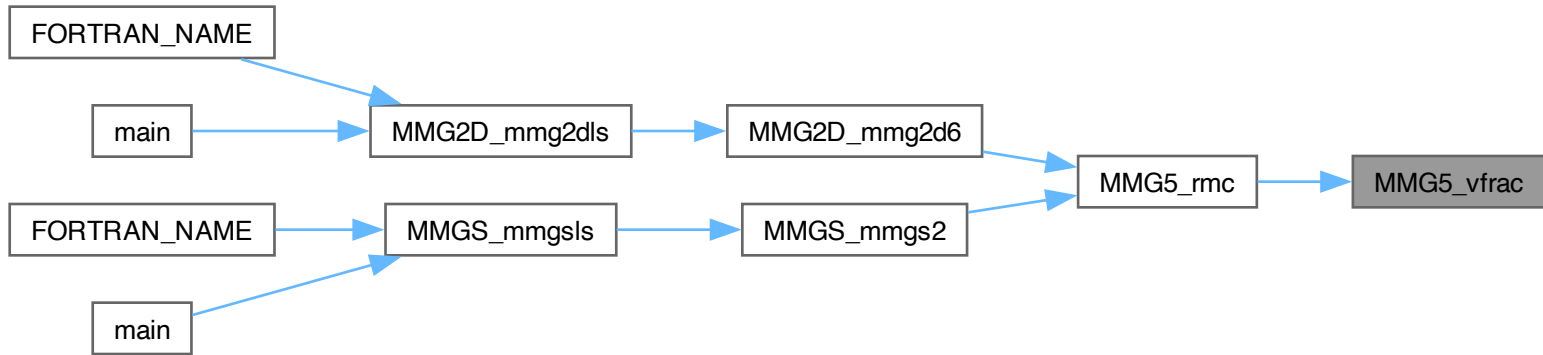 FORTRAN_NAME
main
MMG2D_mmg2dls
MMG2D_mmg2d6
MMG5_rmc
MMG5_vfrac
FORTRAN_NAME
MMGS_mmgsls
MMGS_mmgs2
main